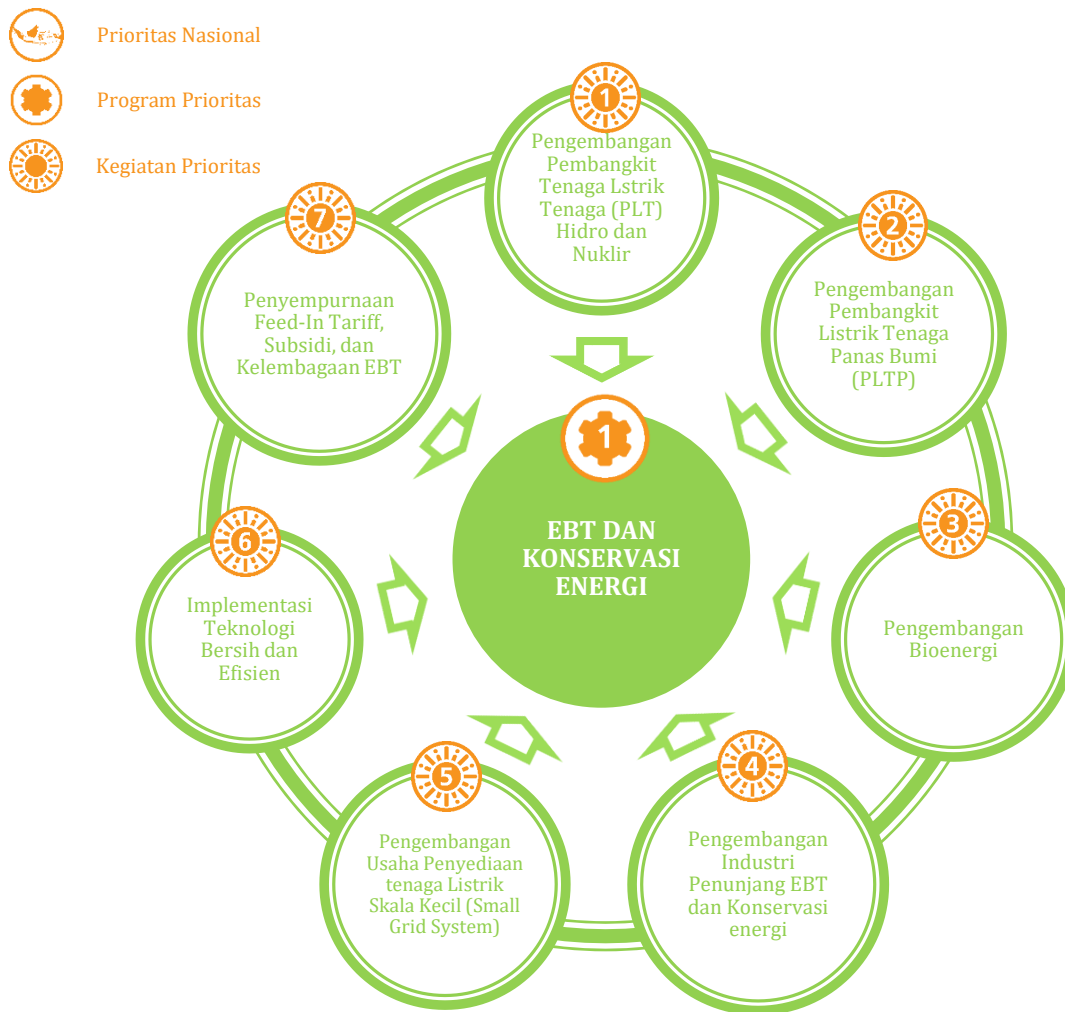 Prioritas Nasional
Program Prioritas
Kegiatan Prioritas
1
Pengembangan
Pembangkit
Tenaga Lstrik
Tenaga (PLT)
Hidro dan
Nuklir
2
Pengembangan
Pembangkit
Listrik Tenaga
Panas Bumi
(PLTP)
3
Pengembangan
Bioenergi
4
Pengembangan
Industri
Penunjang EBT
dan Konservasi
energi
5
Pengembangan
Usaha Penyediaan
tenaga Listrik
Skala Kecil (Small
Grid System)
6
Implementasi
Teknologi
Bersih dan
Efisien
7
Penyempurnaan
Feed-In Tariff,
Subsidi, dan
Kelembagaan EBT
1
EBT DAN
KONSERVASI
ENERGI